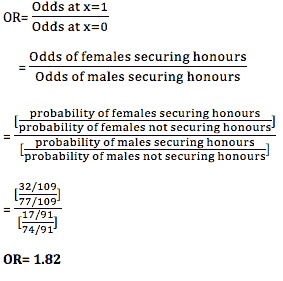 OR= Odds at x=1
Odds at x=0
= Odds of females securing honours
Odds of males securing honours
= [probability of females securing honours
probability of females not securing honours]
[probability of males securing honours
probability of males not securing honours]
= [32/109
77/109]
[17/91
74/91]
OR= 1.82